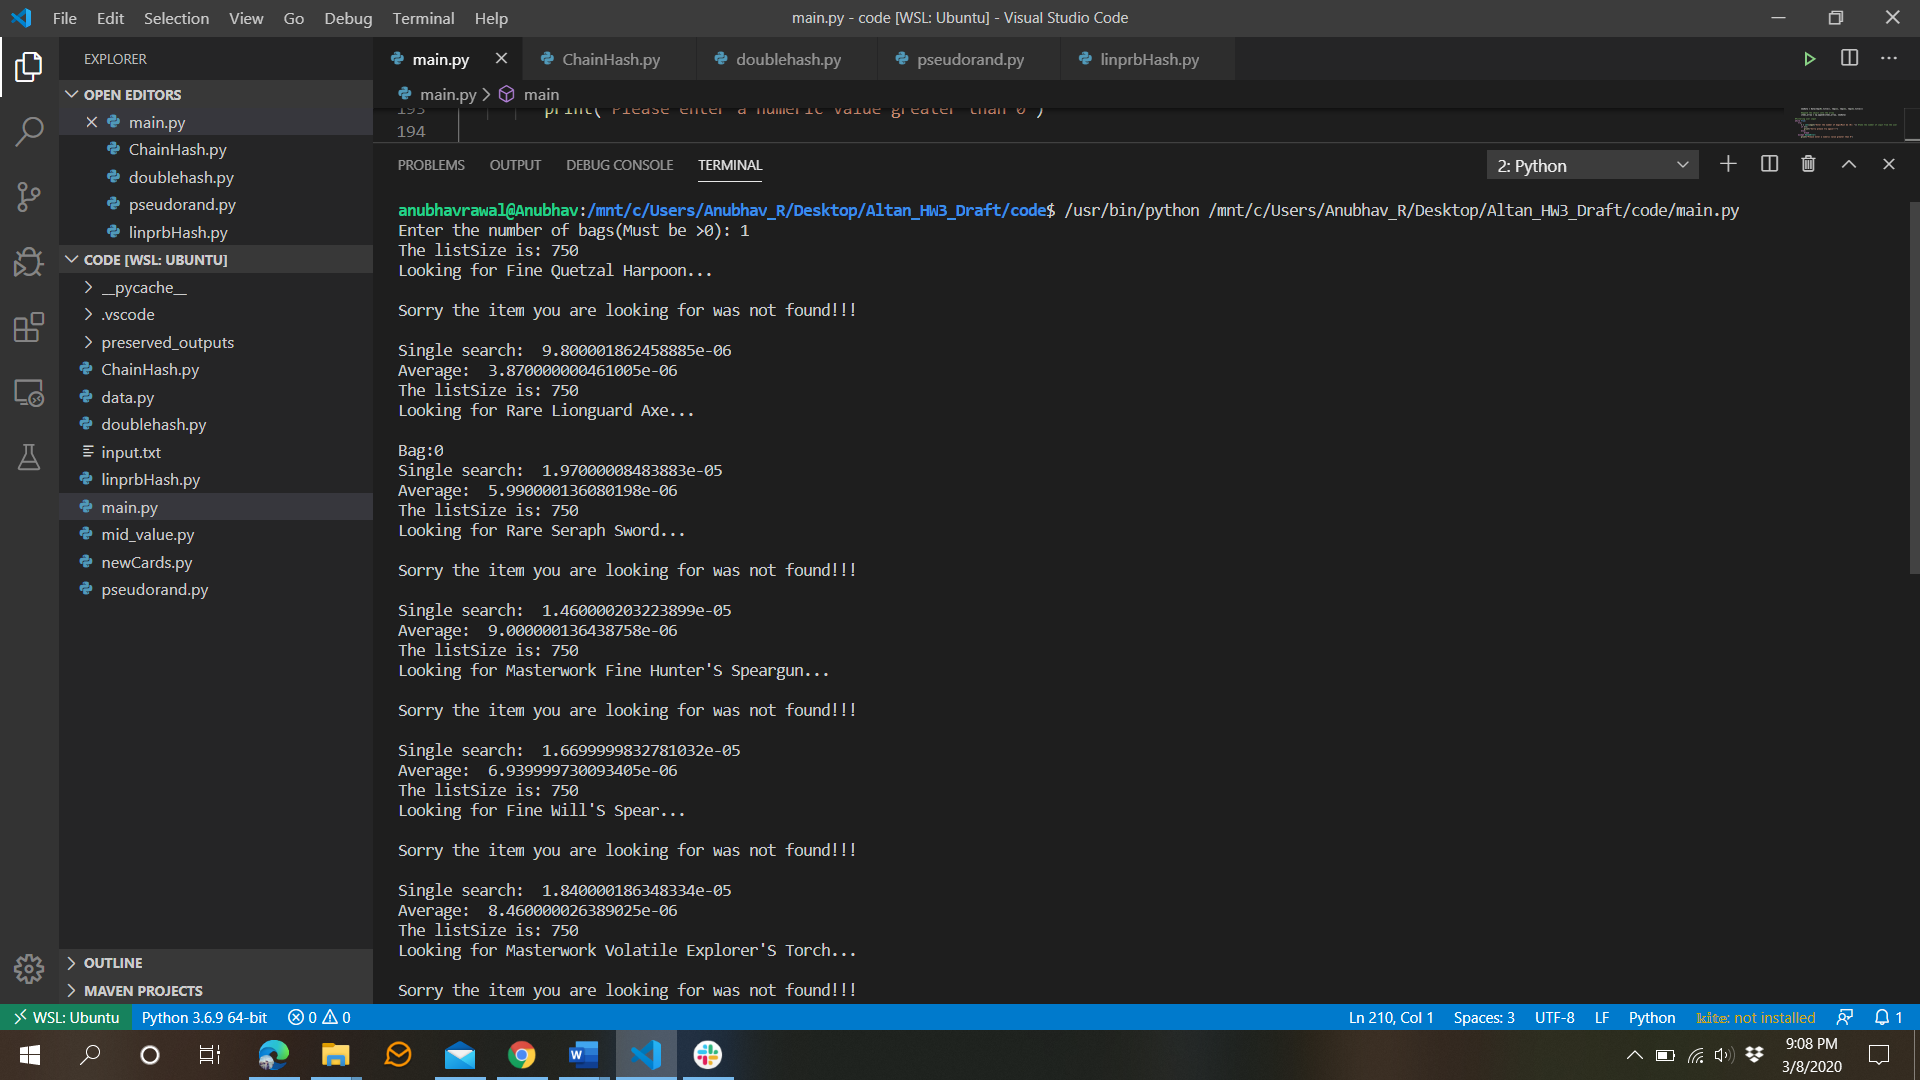 File Edit Selection View Go Debug Terminal Help
main.py - code [WSL: Ubuntu] - Visual Studio Code
EXPLORER
OPEN EDITORS
main.py
ChainHash.py
doublehash.py
pseudorand.py
linprbHash.py
CODE [WSL: UBUNTU]
__pycache__
.vscode
preserved_outputs
ChainHash.py
data.py
doublehash.py
input.txt
linprbHash.py
main.py
mid_value.py
newCards.py
pseudorand.py
OUTLINE
MAVEN PROJECTS
main.py ChainHash.py doublehash.py pseudorand.py linprbHash.py
main.py > main
193 print("Please enter a numeric value greater than 0")
194
PROBLEMS OUTPUT DEBUG CONSOLE TERMINAL 2: Python
anubhavrawal@Anubhav:/mnt/c/Users/Anubhav_R/Desktop/Altan_HW3_Draft/code$ /usr/bin/python /mnt/c/Users/Anubhav_R/Desktop/Altan_HW3_Draft/code/main.py
Enter the number of bags(Must be >0): 1
The listSize is: 750
Looking for Fine Quetzal Harpoon...
Sorry the item you are looking for was not found!!!
Single search:  9.800001862458885e-06
Average:  3.870000000461005e-06
The listSize is: 750
Looking for Rare Lionguard Axe...
Bag:0
Single search:  1.97000008483883e-05
Average:  5.990000136080198e-06
The listSize is: 750
Looking for Rare Seraph Sword...
Sorry the item you are looking for was not found!!!
Single search:  1.460000203223899e-05
Average:  9.000000136438758e-06
The listSize is: 750
Looking for Masterwork Fine Hunter'S Speargun...
Sorry the item you are looking for was not found!!!
Single search:  1.6699999832781032e-05
Average:  6.939999730093405e-06
The listSize is: 750
Looking for Fine Will'S Spear...
Sorry the item you are looking for was not found!!!
Single search:  1.840000186348334e-05
Average:  8.460000026389025e-06
The listSize is: 750
Looking for Masterwork Volatile Explorer'S Torch...
Sorry the item you are looking for was not found!!!
WSL: Ubuntu Python 3.6.9 64-bit 0 0 Ln 210, Col 1 Spaces: 3 UTF-8 LF Python kite: not installed 1
9:08 PM
3/8/2020